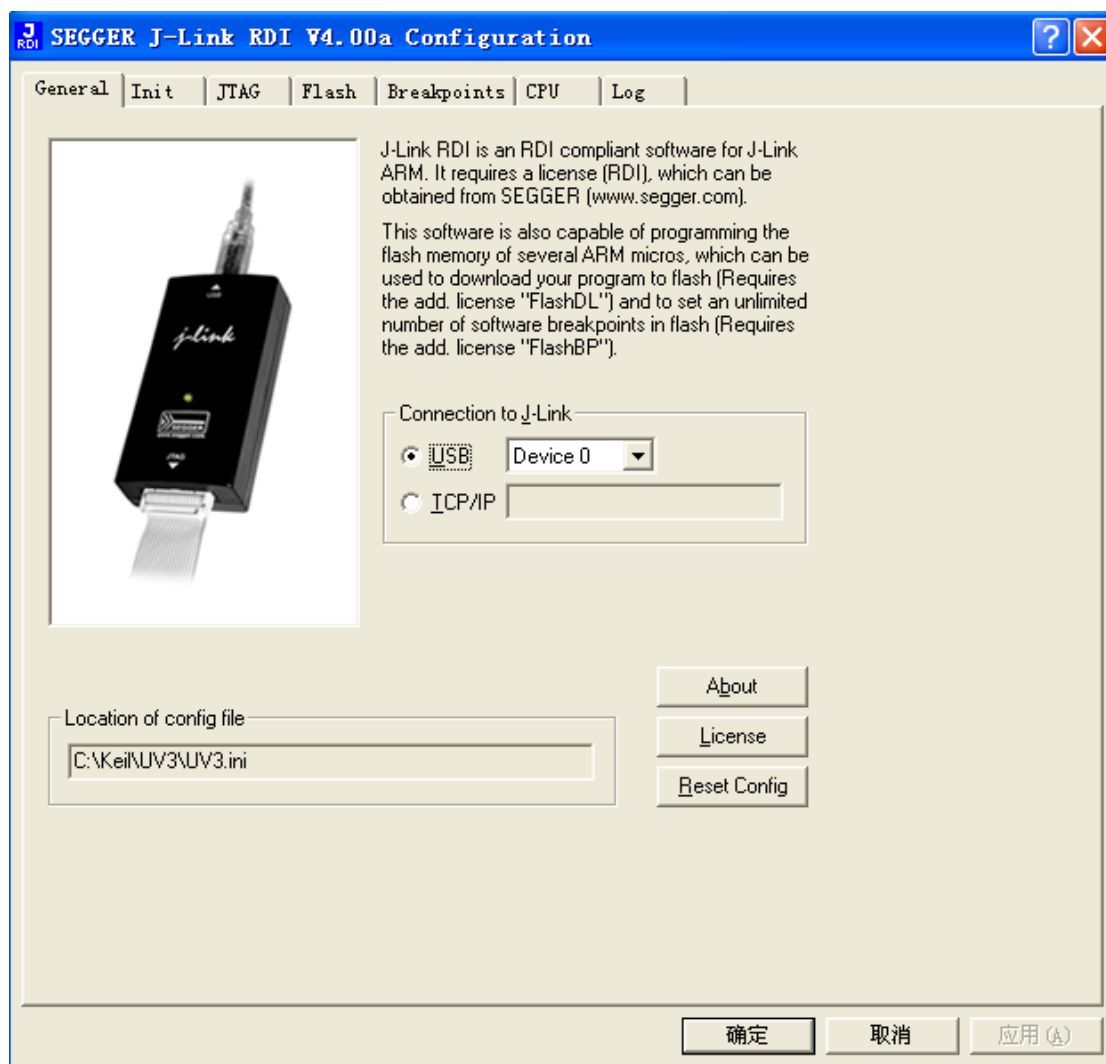 J RDI SEGGER J-Link RDI V4.00a Configuration
General Init JTAG Flash Breakpoints CPU Log
J-Link RDI is an RDI compliant software for J-Link
ARM. It requires a license (RDI), which can be
obtained from SEGGER (www.segger.com).
This software is also capable of programming the
flash memory of several ARM micros, which can be
used to download your program to flash (Requires
the add. license "FlashDL") and to set an unlimited
number of software breakpoints in flash (Requires
the add. license "FlashBP").
USB
j-link
SEGGER
www.segger.com
JTAG
Connection to J-Link
USB Device 0
TCP/IP
About
Location of config file
License
C:\Keil\UV3\UV3.ini
Reset Config
确定 取消 应用(A)